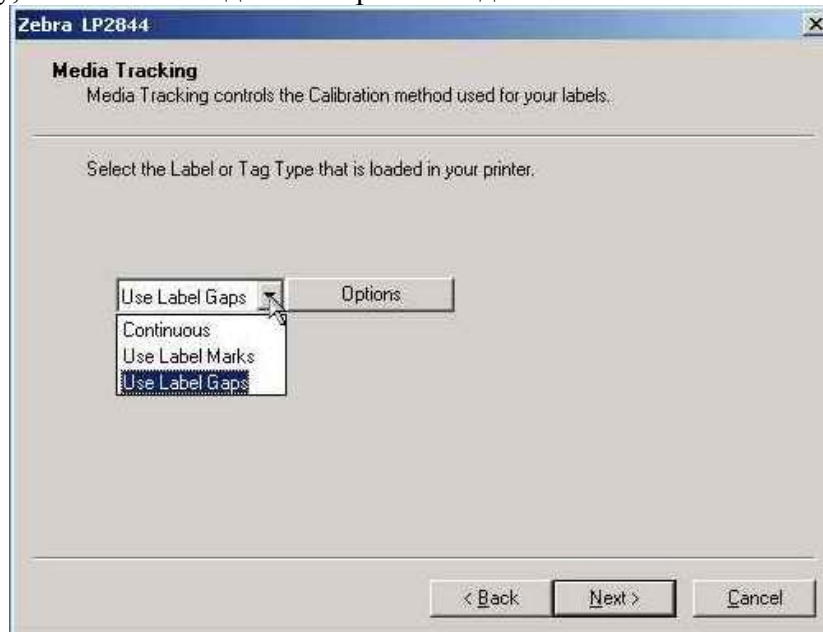 Zebra LP2844
Media Tracking
Media Tracking controls the Calibration method used for your labels.
Select the Label or Tag Type that is loaded in your printer.
Use Label Gaps Options
Continuous
Use Label Marks
Use Label Gaps
< Back Next > Cancel